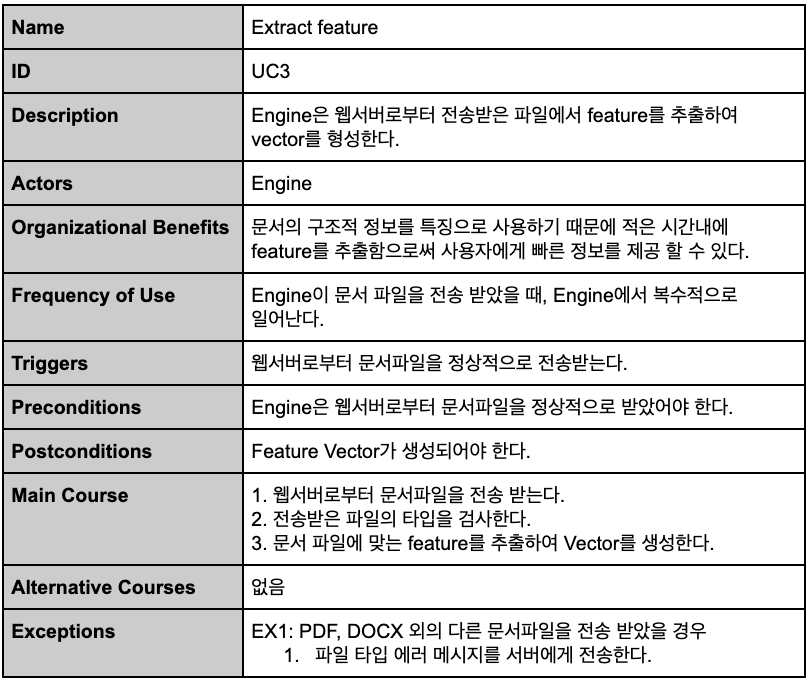 Name
Extract feature
ID
UC3
Description
Engine은 웹서버로부터 전송받은 파일에서 feature를 추출하여
vector를 형성한다.
Actors
Engine
Organizational Benefits
문서의 구조적 정보를 특징으로 사용하기 때문에 적은 시간내에
feature를 추출함으로써 사용자에게 빠른 정보를 제공 할 수 있다.
Frequency of Use
Engine이 문서 파일을 전송 받았을 때, Engine에서 복수적으로
일어난다.
Triggers
웹서버로부터 문서파일을 정상적으로 전송받는다.
Preconditions
Engine은 웹서버로부터 문서파일을 정상적으로 받았어야 한다.
Postconditions
Feature Vector가 생성되어야 한다.
Main Course
1. 웹서버로부터 문서파일을 전송 받는다.
2. 전송받은 파일의 타입을 검사한다.
3. 문서 파일에 맞는 feature를 추출하여 Vector를 생성한다.
Alternative Courses
없음
Exceptions
EX1: PDF, DOCX 외의 다른 문서파일을 전송 받았을 경우
1. 파일 타입 에러 메시지를 서버에게 전송한다.